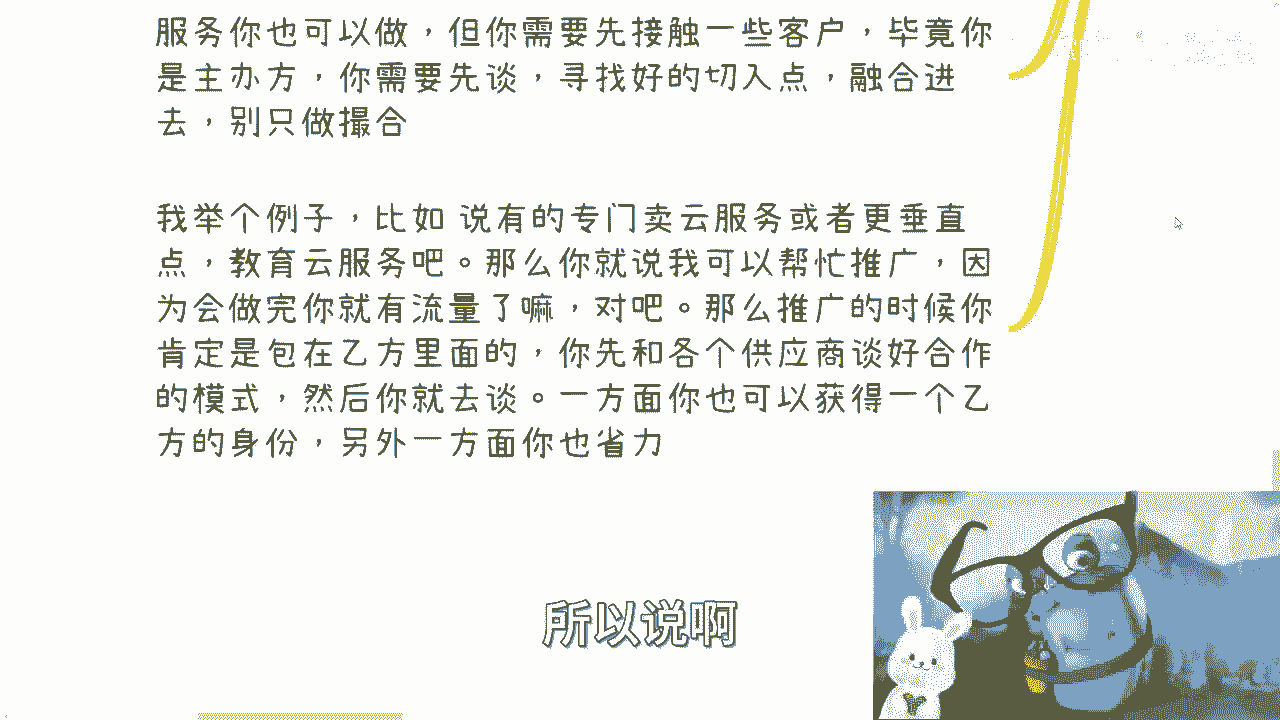 服务你也可以做，但你需要先接触一些客户，毕竟你
是主办方，你需要先谈，寻找好的切入点，融合进
去，别只做撮合
我举个例子，比如 说有的专门卖云服务或者更垂直
点，教育云服务吧。那么你就说我可以帮忙推广，因
为会做完你就有流量了嘛，对吧。那么推广的时候你
肯定是包在乙方里面的，你先和各个供应商谈好合作
的模式，然后你就去谈。一方面你也可以获得一个乙
方的身份，另外一方面你也省力
所以说啊